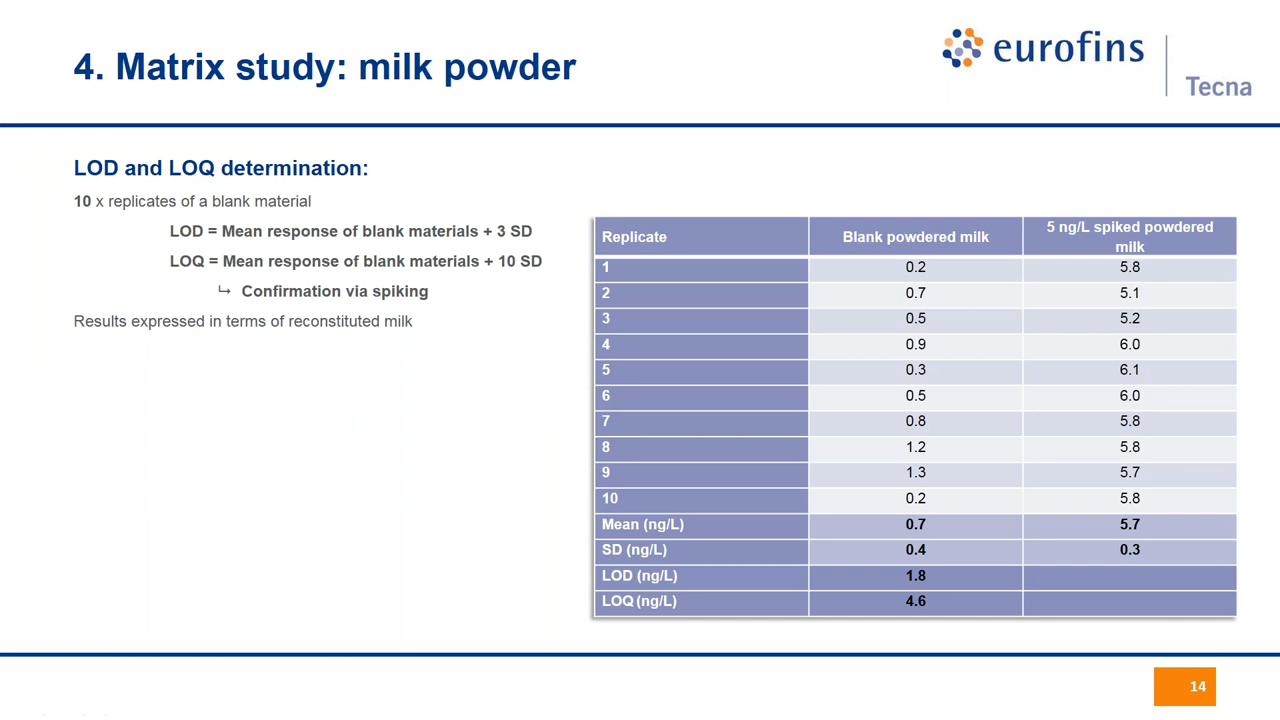 4. Matrix study: milk powder
eurofins
Tecna
LOD and LOQ determination:
10 x replicates of a blank material
LOD = Mean response of blank materials + 3 SD
LOQ = Mean response of blank materials + 10 SD
↪ Confirmation via spiking
Results expressed in terms of reconstituted milk
Replicate Blank powdered milk 5 ng/L spiked powdered
milk
1 0.2 5.8
2 0.7 5.1
3 0.5 5.2
4 0.9 6.0
5 0.3 6.1
6 0.5 6.0
7 0.8 5.8
8 1.2 5.8
9 1.3 5.7
10 0.2 5.8
Mean (ng/L) 0.7 5.7
SD (ng/L) 0.4 0.3
LOD (ng/L) 1.8
LOQ (ng/L) 4.6
14